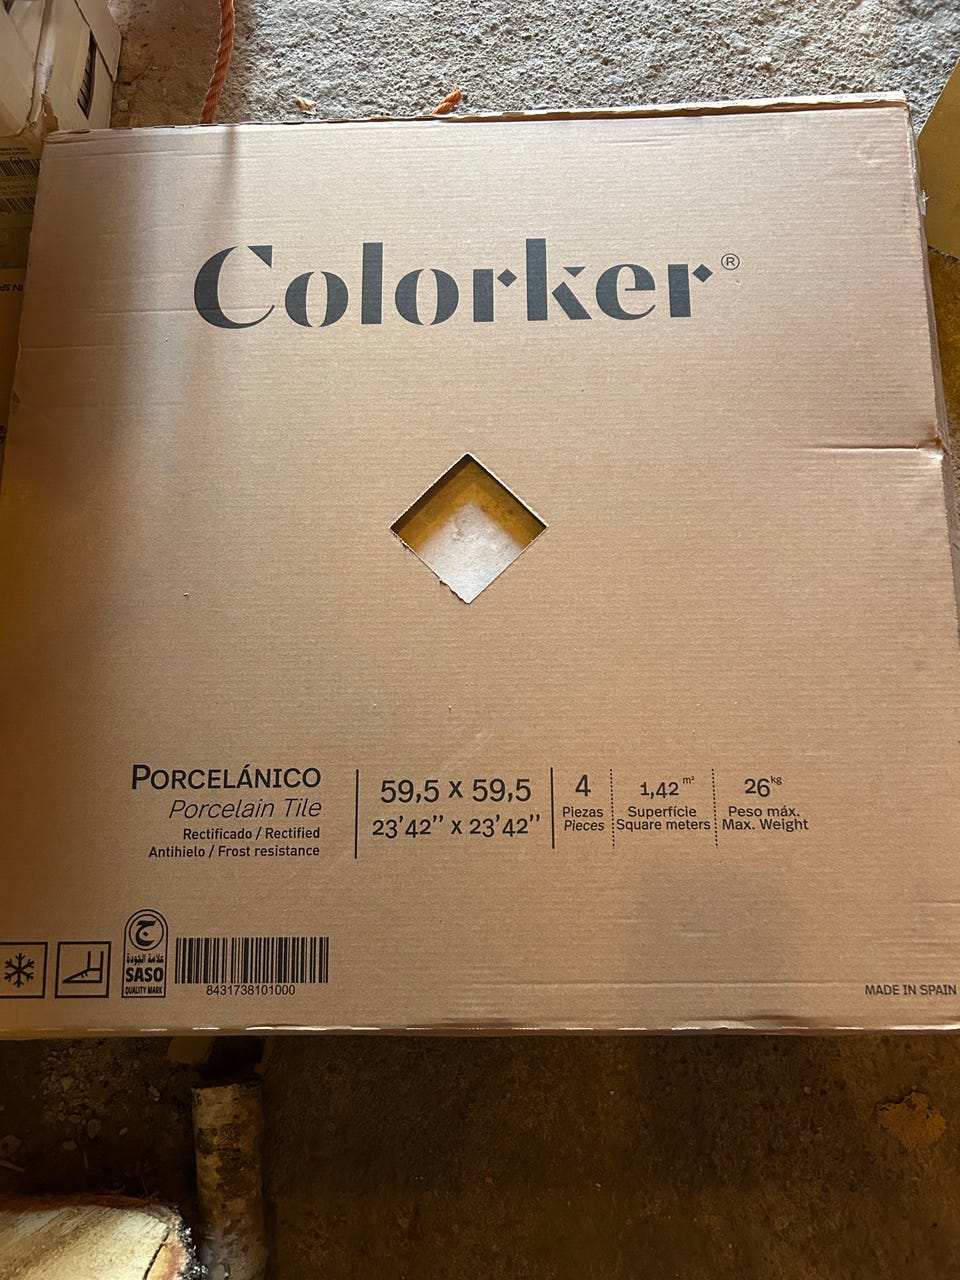 Colorker®
PORCELÁNICO
Porcelain Tile
Rectificado / Rectified
Antihielo / Frost resistance
59,5 x 59,5
23'42'' x 23'42''
4
Piezas
Pieces
1,42 m²
Superfície
Square meters
26 kg
Peso máx.
Max. Weight
علامة الجودة
SASO
QUALITY MARK
8431738101000
MADE IN SPAIN